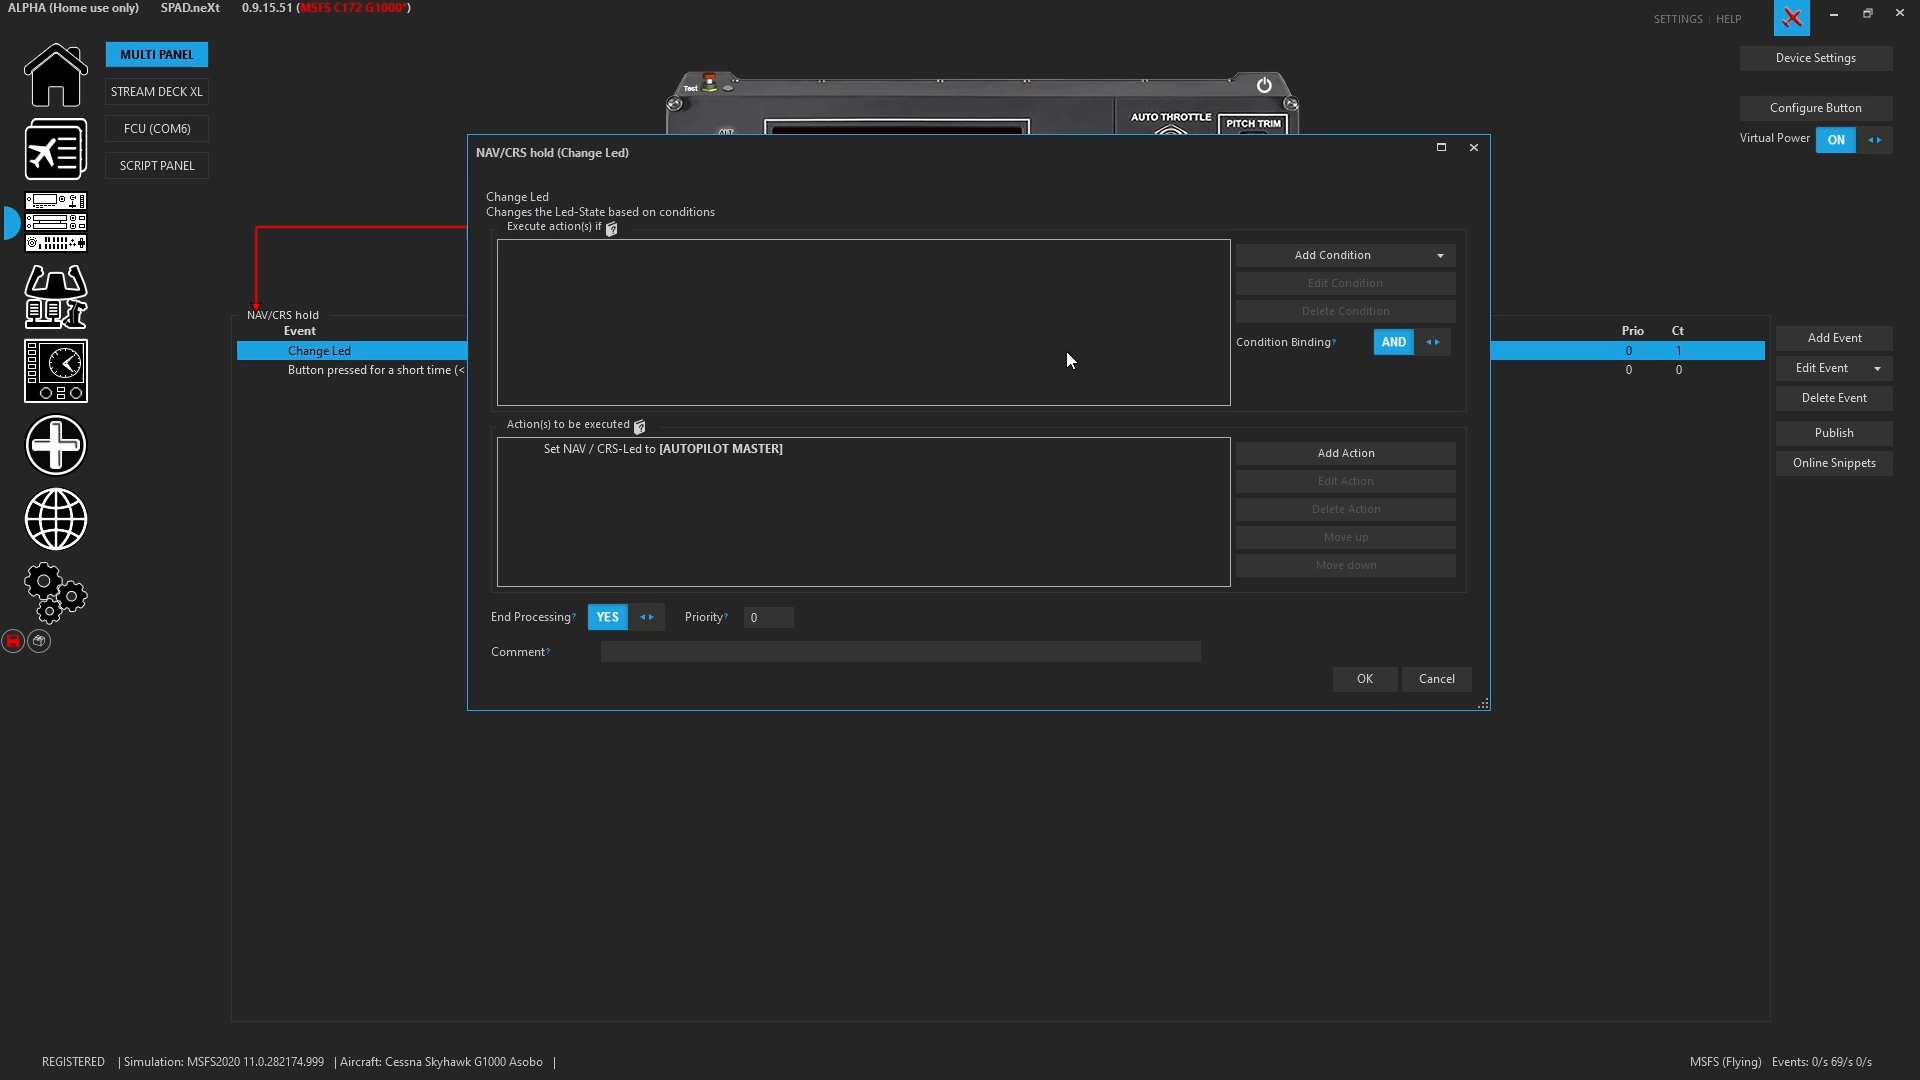 ALPHA (Home use only) SPAD.neXt 0.9.15.51 (MSFS C172 G1000*)
SETTINGS | HELP
MULTI PANEL
STREAM DECK XL
FCU (COM6)
SCRIPT PANEL
Device Settings
Configure Button
Virtual Power ON
Test
AUTO THROTTLE
PITCH TRIM
ALT
NAV/CRS hold (Change Led)
Change Led
Changes the Led-State based on conditions
Execute action(s) if
Add Condition
Edit Condition
Delete Condition
Condition Binding? AND
Action(s) to be executed
Set NAV / CRS-Led to [AUTOPILOT MASTER]
Add Action
Edit Action
Delete Action
Move up
Move down
End Processing? YES Priority? 0
Comment?
OK Cancel
NAV/CRS hold
Event Prio Ct
Change Led 0 1
Button pressed for a short time (< 0 0
Add Event
Edit Event
Delete Event
Publish
Online Snippets
REGISTERED | Simulation: MSFS2020 11.0.282174.999 | Aircraft: Cessna Skyhawk G1000 Asobo |
MSFS (Flying) Events: 0/s 69/s 0/s